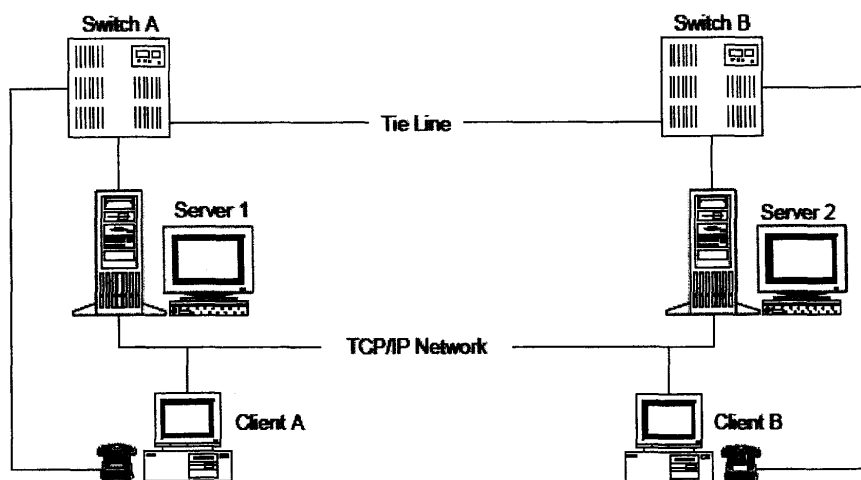 Switch A
Switch B
Tie Line
Server 1
Server 2
TCP/IP Network
Client A
Client B